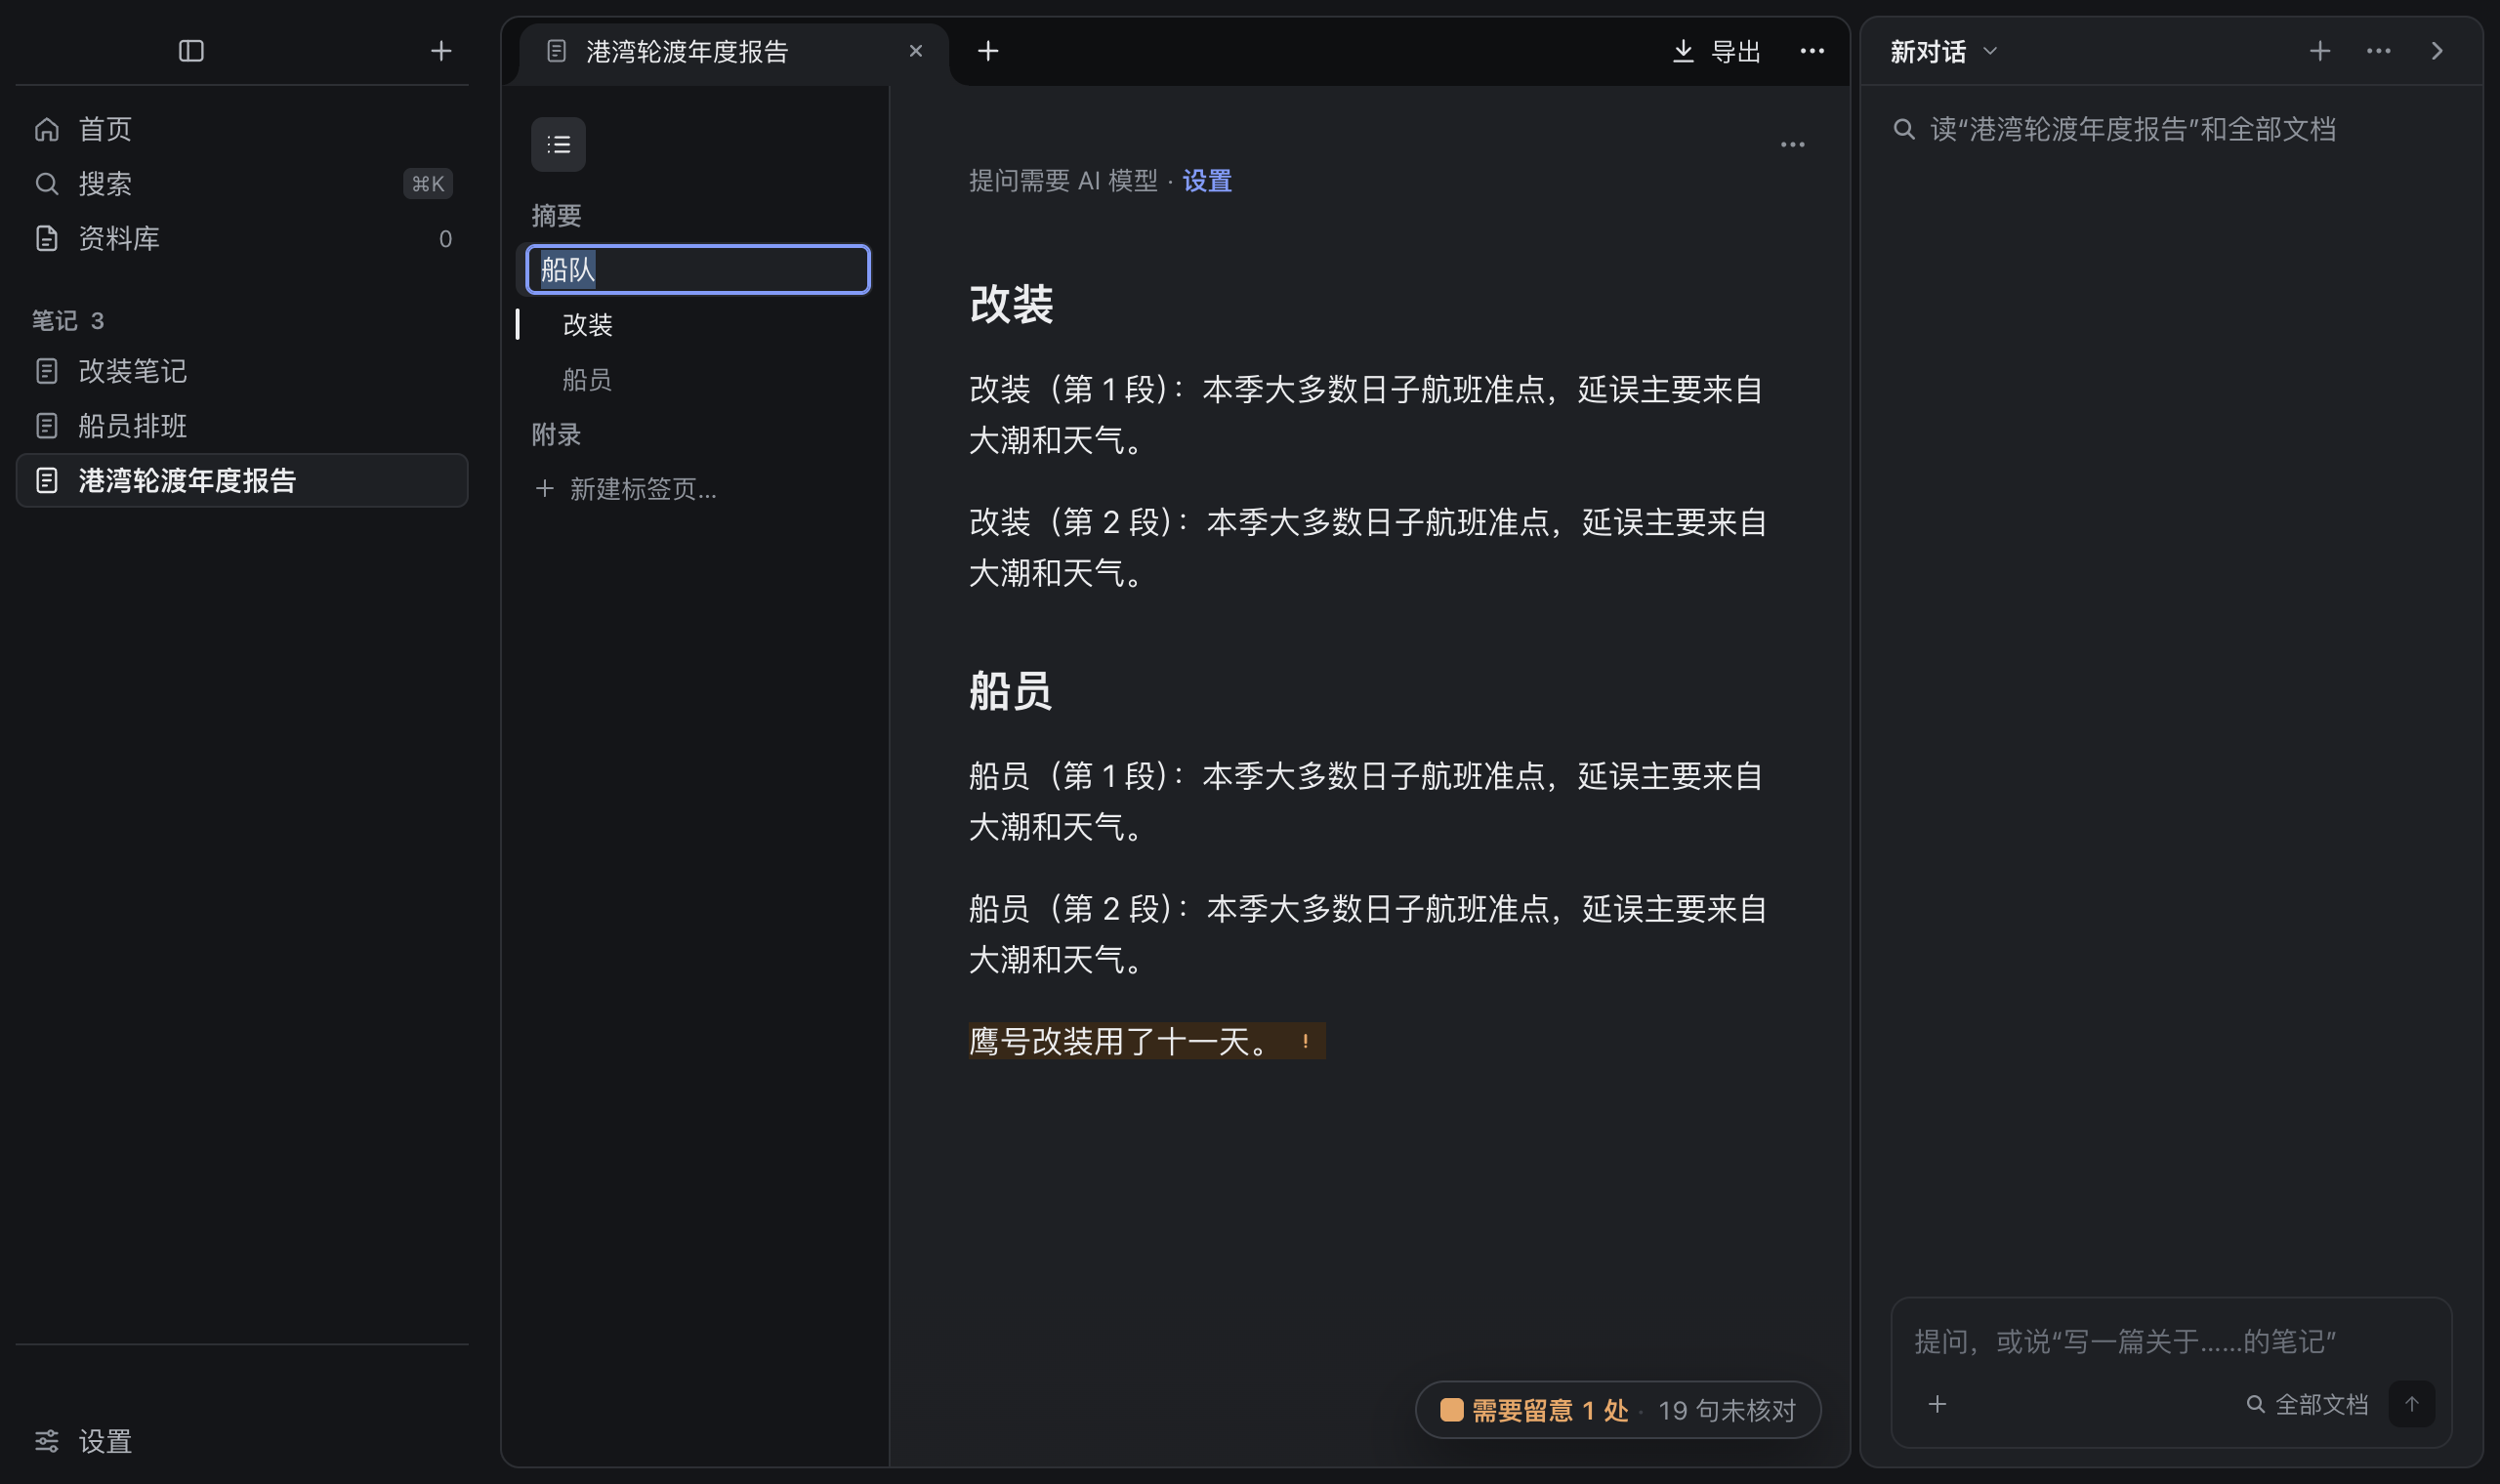 首页
搜索 ⌘K
资料库 0
笔记 3
改装笔记
船员排班
港湾轮渡年度报告
设置
港湾轮渡年度报告
导出
摘要
船队
改装
船员
附录
新建标签页...
提问需要 AI 模型 · 设置
改装
改装（第 1 段）：本季大多数日子航班准点，延误主要来自
大潮和天气。
改装（第 2 段）：本季大多数日子航班准点，延误主要来自
大潮和天气。
船员
船员（第 1 段）：本季大多数日子航班准点，延误主要来自
大潮和天气。
船员（第 2 段）：本季大多数日子航班准点，延误主要来自
大潮和天气。
鹰号改装用了十一天。 !
需要留意 1 处 · 19 句未核对
新对话
读“港湾轮渡年度报告”和全部文档
提问，或说“写一篇关于……的笔记”
全部文档